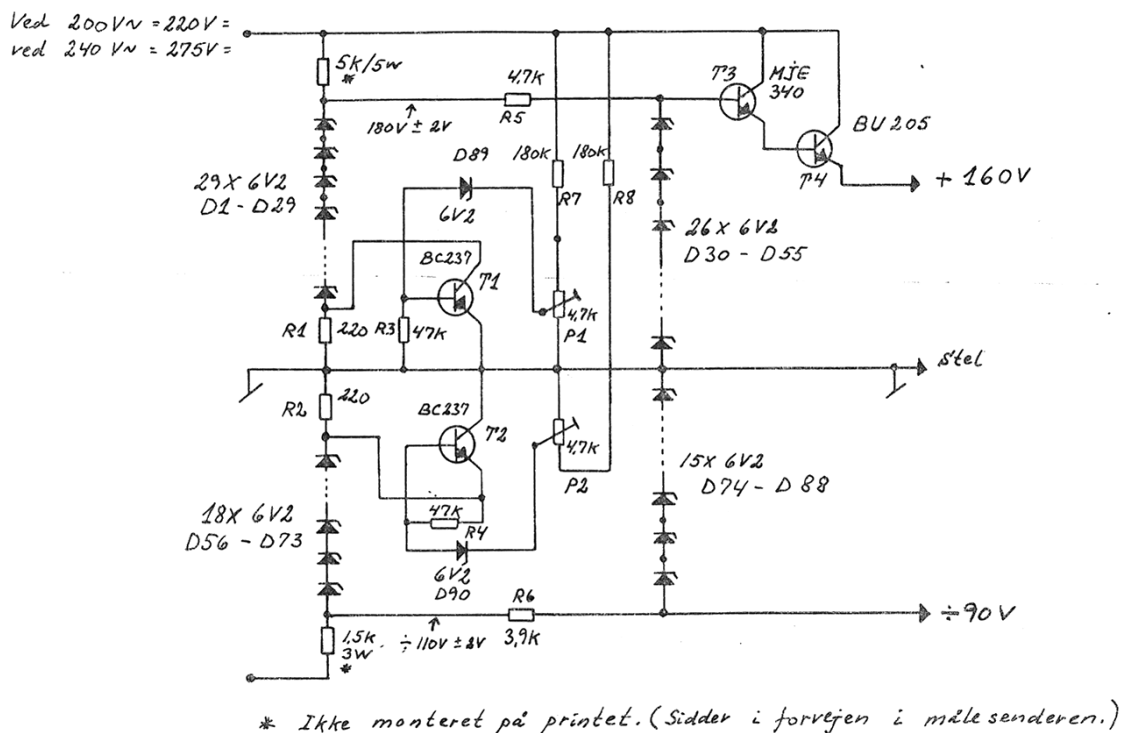 Ved 200V~ = 220V=
ved 240 V~ = 275V=
5K/5W
*
4.7K
R5
180V ± 2V
T3
MJE
340
BU 205
T4
+ 160V
D89
6V2
29X 6V2
D1 - D29
180K
R7
180K
R8
26 X 6V2
D30 - D55
BC237
T1
R1
220
R3
47K
4,7K
P1
Stel
R2
220
BC237
T2
4.7K
P2
15X 6V2
D74 - D88
18X 6V2
D56 - D73
47K
R4
6V2
D90
R6
3,9K
÷90V
1,5K
3W
*
÷110V ± 2V
* Ikke monteret på printet. (Sidder i forvejen i målesenderen.)